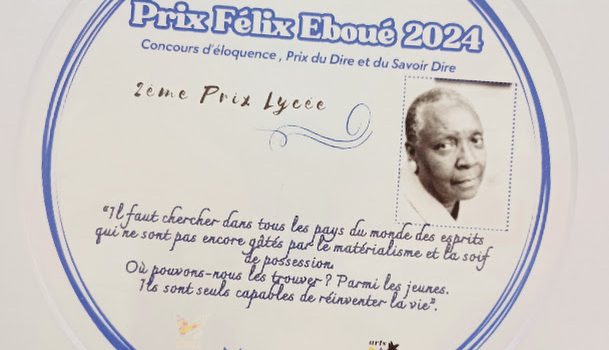 Prix Félix Eboué 2024
Concours d'éloquence , Prix du Dire et du Savoir Dire
2ème Prix Lycée
"Il faut chercher dans tous les pays du monde des esprits
qui ne sont pas encore gâtés par le matérialisme et la soif
de possession.
Où pouvons-nous les trouver ? Parmi les jeunes.
Ils sont seuls capables de réinventer la vie".
arts